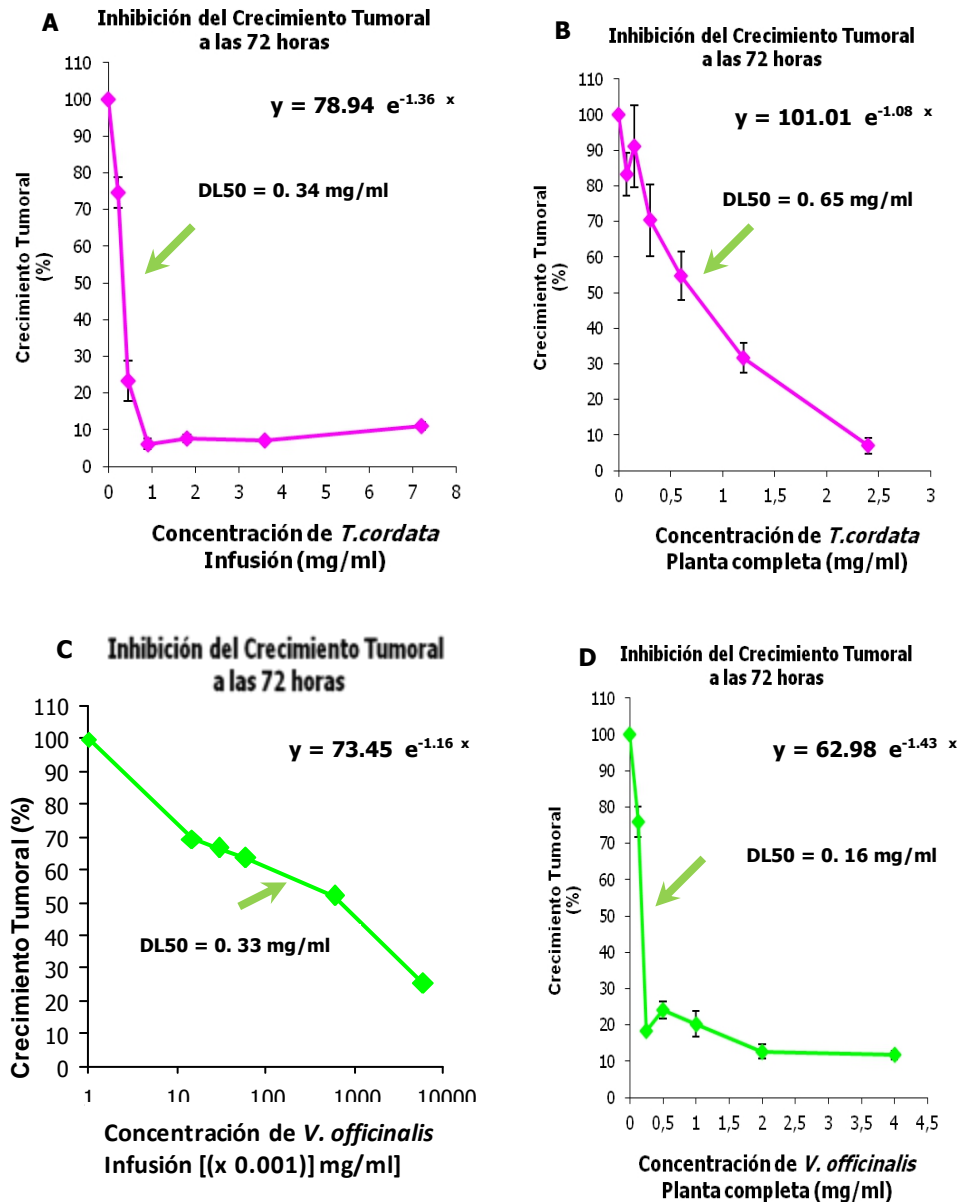 A
Inhibición del Crecimiento Tumoral
a las 72 horas
y = 78.94 e-1.36 x
DL50 = 0. 34 mg/ml
Crecimiento Tumoral
(%)
110
100
90
80
70
60
50
40
30
20
10
0
0 1 2 3 4 5 6 7 8
Concentración de T.cordata
Infusión (mg/ml)
B
Inhibición del Crecimiento Tumoral
a las 72 horas
y = 101.01 e-1.08 x
DL50 = 0. 65 mg/ml
Crecimiento Tumoral
(%)
110
100
90
80
70
60
50
40
30
20
10
0
0 0,5 1 1,5 2 2,5 3
Concentración de T.cordata
Planta completa (mg/ml)
C
Inhibición del Crecimiento Tumoral
a las 72 horas
y = 73.45 e-1.16 x
DL50 = 0. 33 mg/ml
Crecimiento Tumoral (%)
110
100
90
80
70
60
50
40
30
20
10
0
1 10 100 1000 10000
Concentración de V. officinalis
Infusión [(x 0.001)] mg/ml]
D
Inhibición del Crecimiento Tumoral
a las 72 horas
y = 62.98 e-1.43 x
DL50 = 0. 16 mg/ml
Crecimiento Tumoral
(%)
110
100
90
80
70
60
50
40
30
20
10
0
0 0,5 1 1,5 2 2,5 3 3,5 4 4,5
Concentración de V. officinalis
Planta completa (mg/ml)